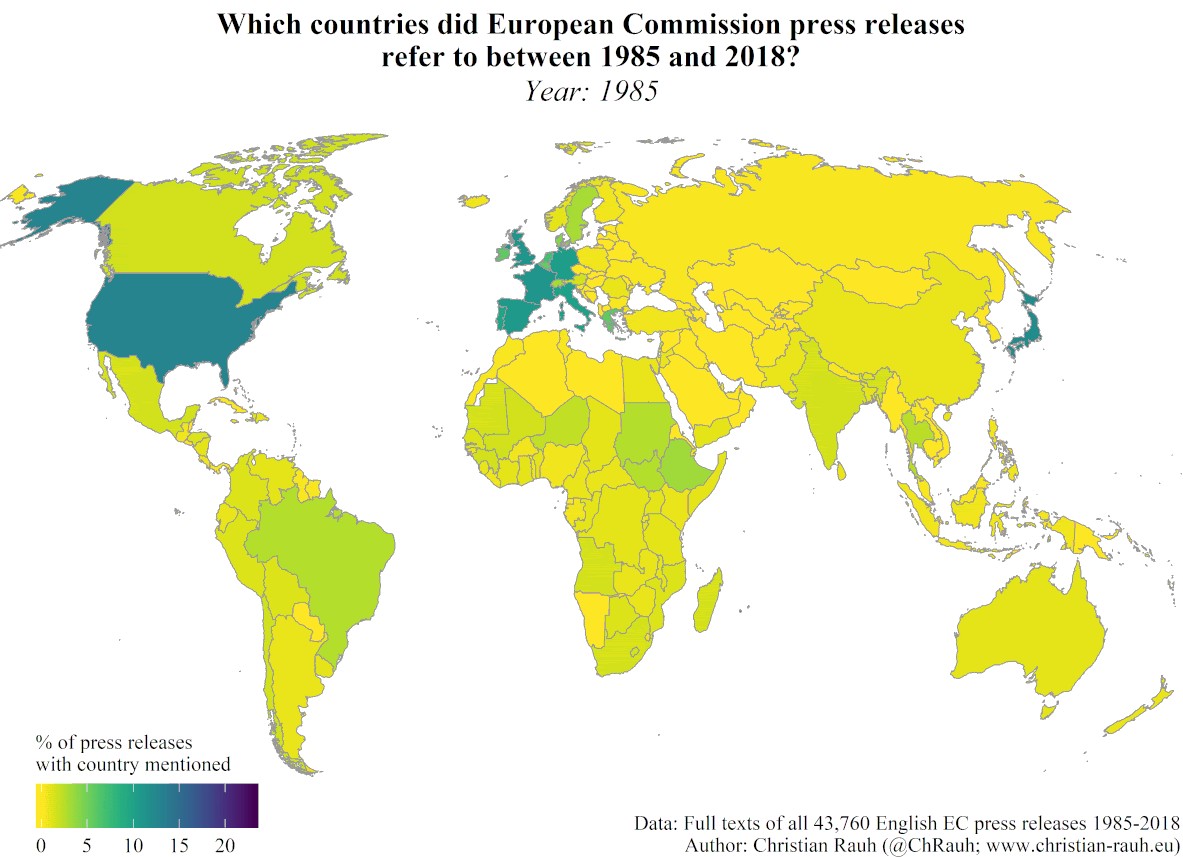 Which countries did European Commission press releases
refer to between 1985 and 2018?
Year: 1985
% of press releases
with country mentioned
0 5 10 15 20
Data: Full texts of all 43,760 English EC press releases 1985-2018
Author: Christian Rauh (@ChRauh; www.christian-rauh.eu)